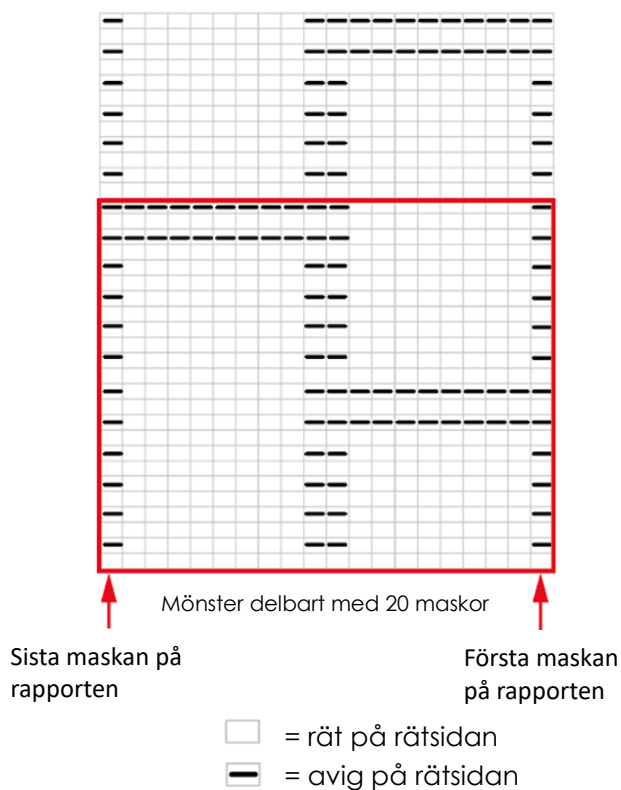 Mönster delbart med 20 maskor
Sista maskan på
rapporten
Första maskan
på rapporten
= rät på rätsidan
= avig på rätsidan